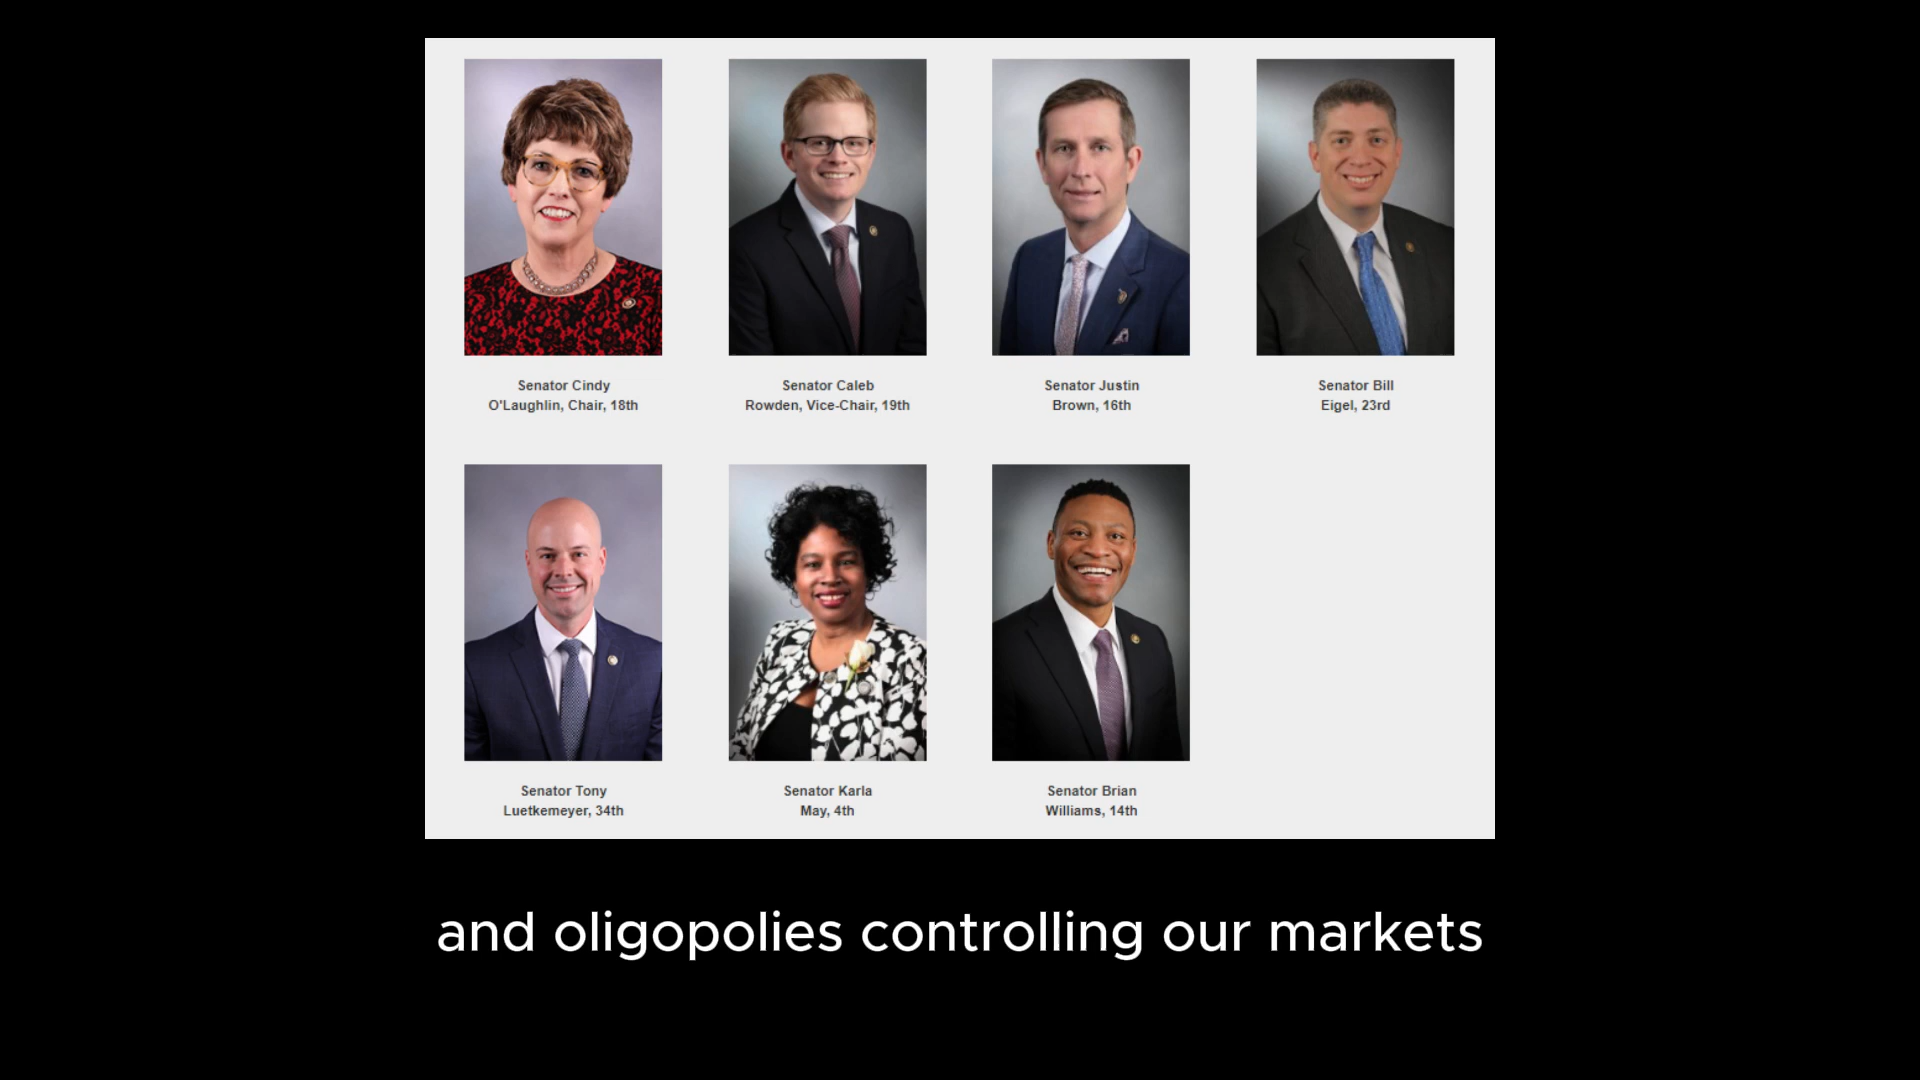 Senator Cindy
O'Laughlin, Chair, 18th
Senator Caleb
Rowden, Vice-Chair, 19th
Senator Justin
Brown, 16th
Senator Bill
Eigel, 23rd
Senator Tony
Luetkemeyer, 34th
Senator Karla
May, 4th
Senator Brian
Williams, 14th
and oligopolies controlling our markets